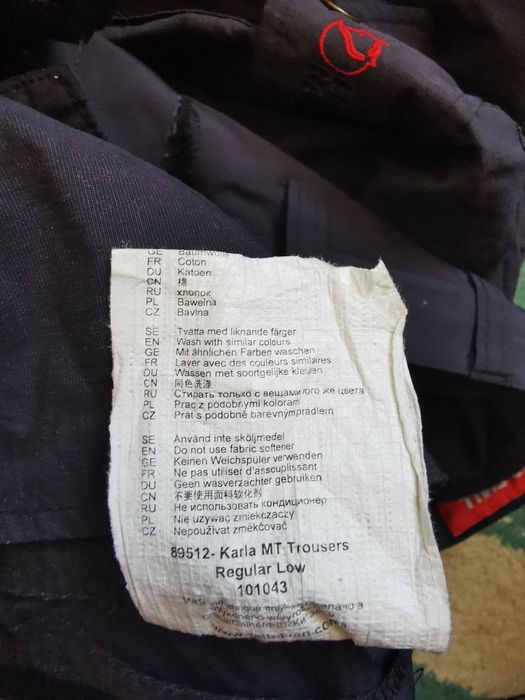 GE Baumwolle
FR Coton
DU Katoen
CN 棉
RU хлопок
PL Bawełna
CZ Bavlna
SE Tvätta med liknande färger
EN Wash with similar colours
GE Mit ähnlichen Farben waschen
FR Laver avec des couleurs similaires
DU Wassen met soortgelijke kleuren
CN 同色洗涤
RU Стирать только с вещами того же цвета
PL Prac z podobnymi kolorami
CZ Prát s podobně barevným prádlem
SE Använd inte sköljmedel
EN Do not use fabric softener
GE Keinen Weichspüler verwenden
FR Ne pas utiliser d'assouplissant
DU Geen wasverzachter gebruiken
CN 不要使用面料软化剂
RU Не использовать кондиционер
PL Nie używac zmiękczaczy
CZ Nepoužívat změkčovač
89512- Karla MT Trousers
Regular Low
101043